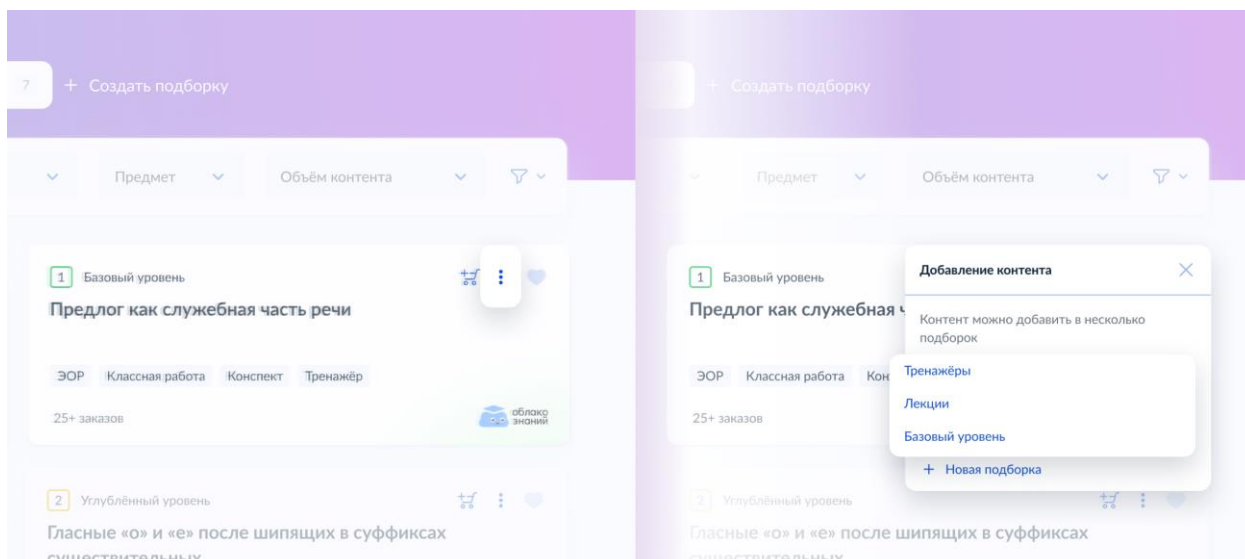 7 + Создать подборку
Предмет Объём контента
1 Базовый уровень
Предлог как служебная часть речи
ЭОР Классная работа Конспект Тренажёр
25+ заказов облако знаний
2 Углублённый уровень
Гласные «о» и «е» после шипящих в суффиксах
существительных
+ Создать подборку
Предмет Объём контента
1 Базовый уровень
Предлог как служебная ч
ЭОР Классная работа Кон
25+ заказов
Добавление контента
Контент можно добавить в несколько
подборок
Тренажёры
Лекции
Базовый уровень
+ Новая подборка
2 Углублённый уровень
Гласные «о» и «е» после шипящих в суффиксах
существительных